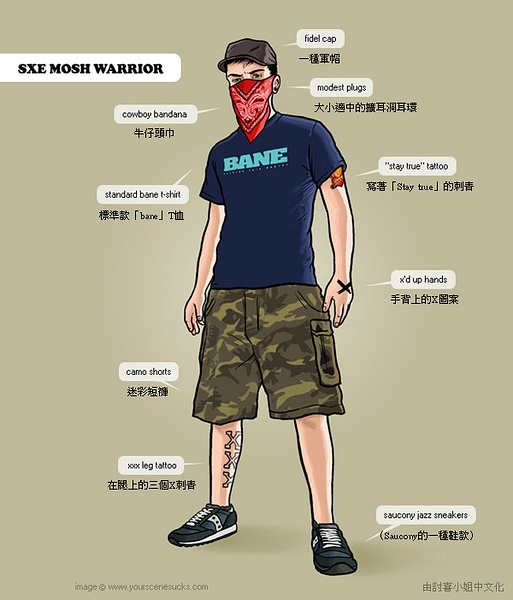 fidel cap
一種軍帽
SXE MOSH WARRIOR
modest plugs
大小適中的擴耳洞耳環
cowboy bandana
牛仔頭巾
BANE
"stay true" tattoo
寫著「Stay true」的刺青
standard bane t-shirt
標準款「bane」T恤
x'd up hands
手背上的X圖案
camo shorts
迷彩短褲
xxx leg tattoo
在腿上的三個X刺青
XXX
saucony jazz sneakers
(Saucony的一種鞋款)
image © www.yourscenesucks.com
由討喜小姐中文化